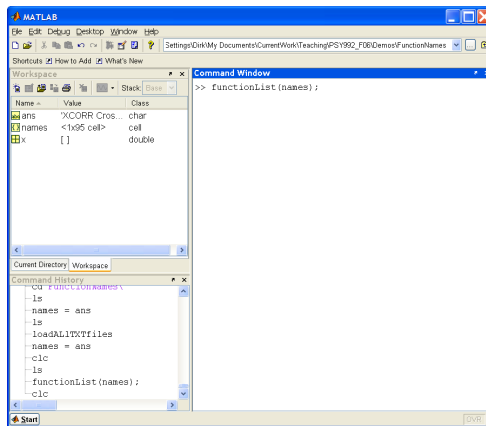 MATLAB
File Edit Debug Desktop Window Help
Settings\Dirk\My Documents\CurrentWork\Teaching\PSY992_F06\Demos\FunctionNames
Shortcuts How to Add What's New
Workspace
Stack: Base
Name Value Class
ans 'XCORR Cros... char
names <1x95 cell> cell
x [ ] double
Current Directory Workspace
Command History
cd FunctionNames\
ls
names = ans
ls
loadAllTXTfiles
names = ans
clc
ls
functionList(names);
clc
Command Window
>> functionList(names);
Start
OVR